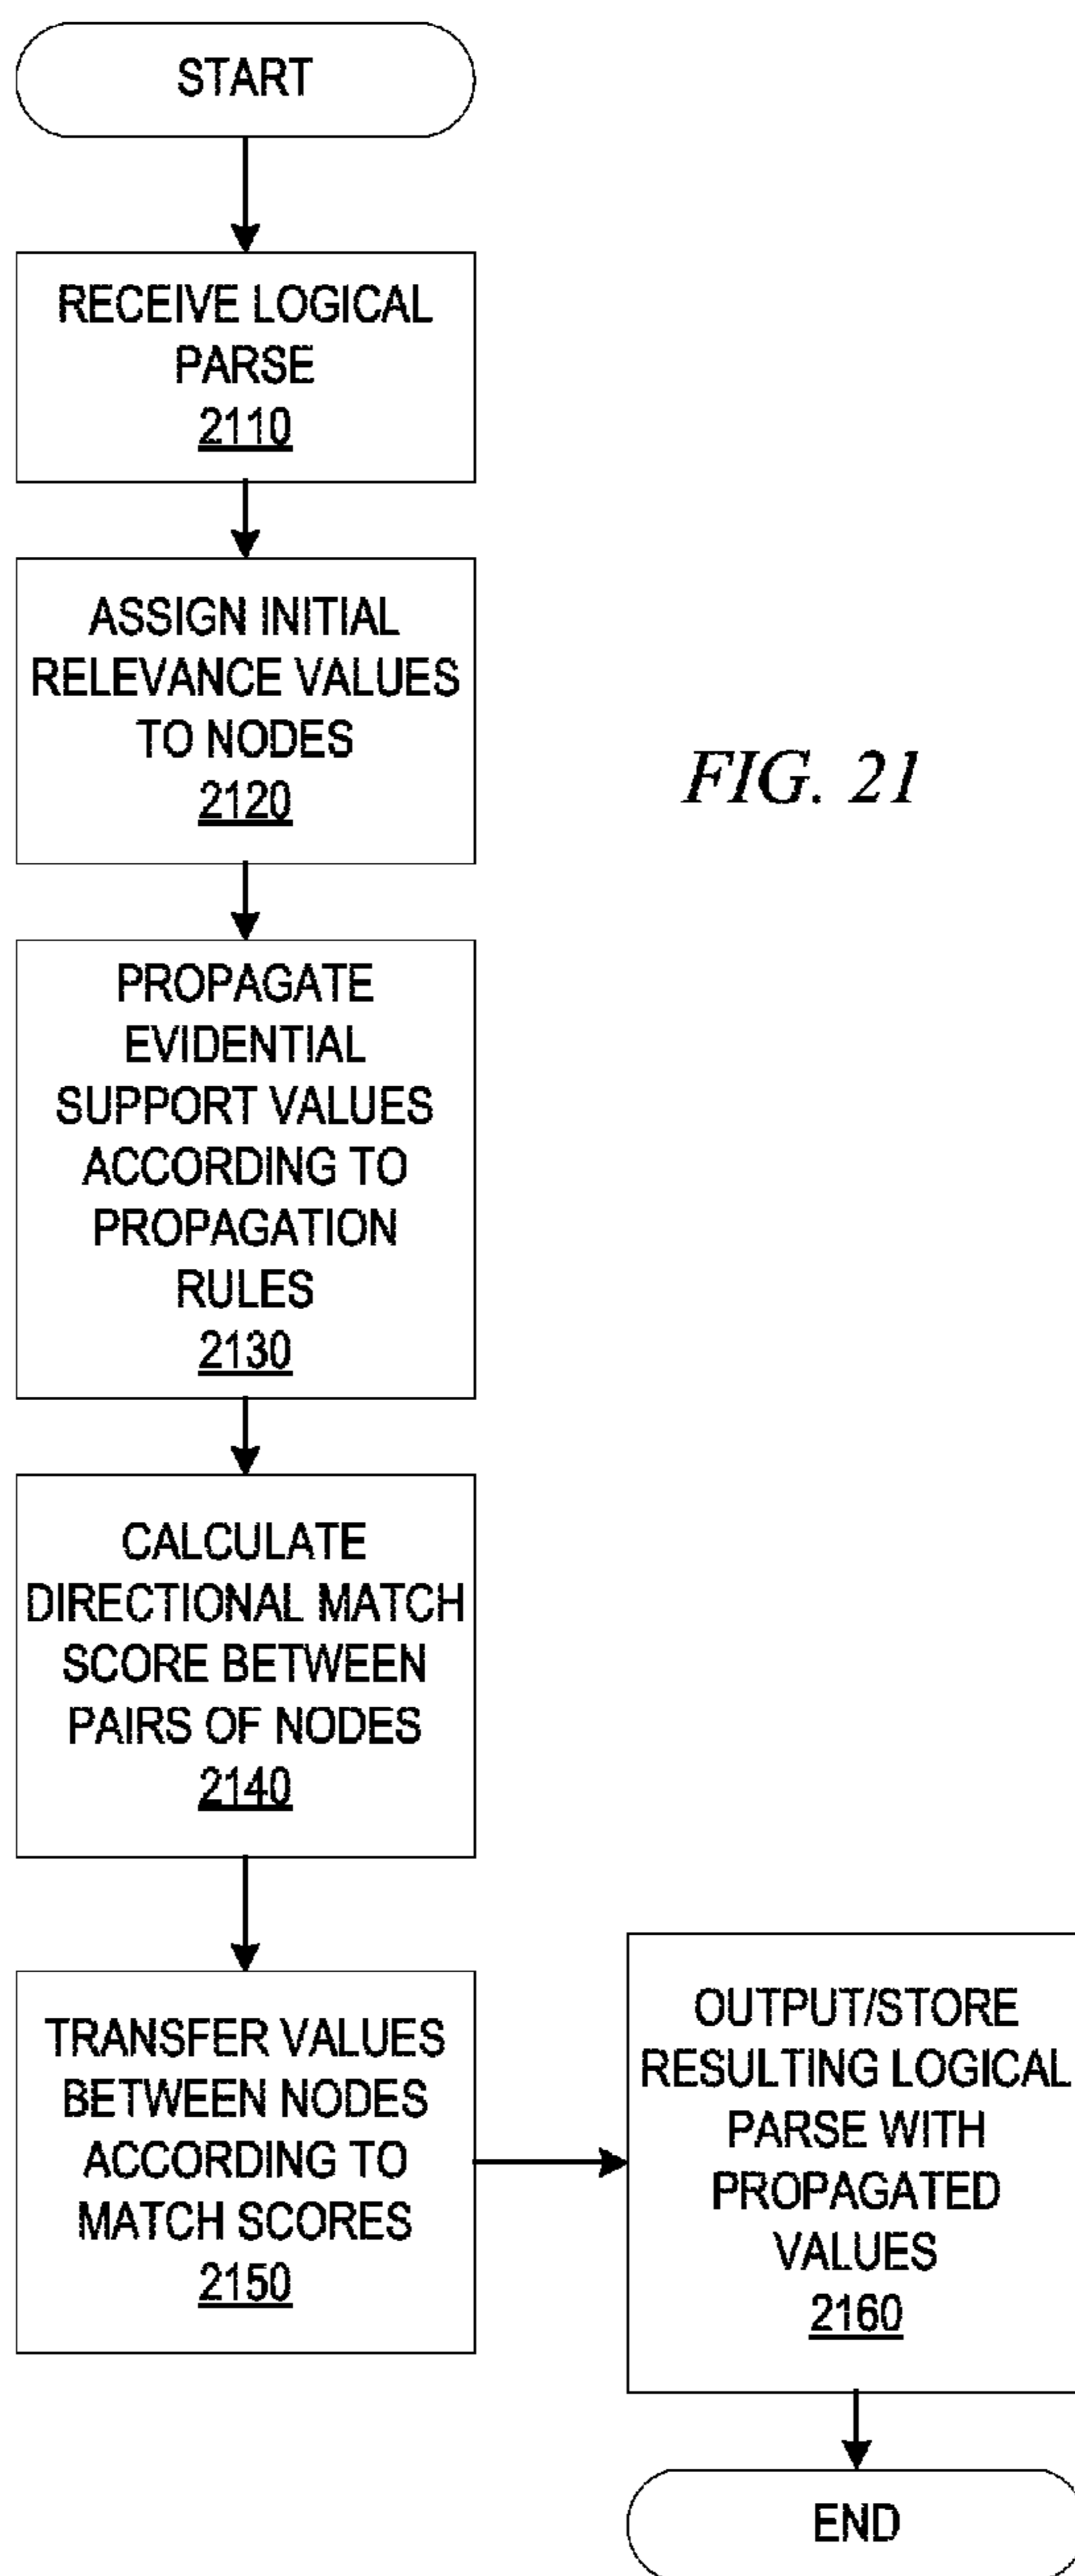 START
RECEIVE LOGICAL
PARSE
2110
ASSIGN INITIAL
RELEVANCE VALUES
TO NODES
2120
FIG. 21
PROPAGATE
EVIDENTIAL
SUPPORT VALUES
ACCORDING TO
PROPAGATION
RULES
2130
CALCULATE
DIRECTIONAL MATCH
SCORE BETWEEN
PAIRS OF NODES
2140
TRANSFER VALUES
BETWEEN NODES
ACCORDING TO
MATCH SCORES
2150
OUTPUT/STORE
RESULTING LOGICAL
PARSE WITH
PROPAGATED
VALUES
2160
END